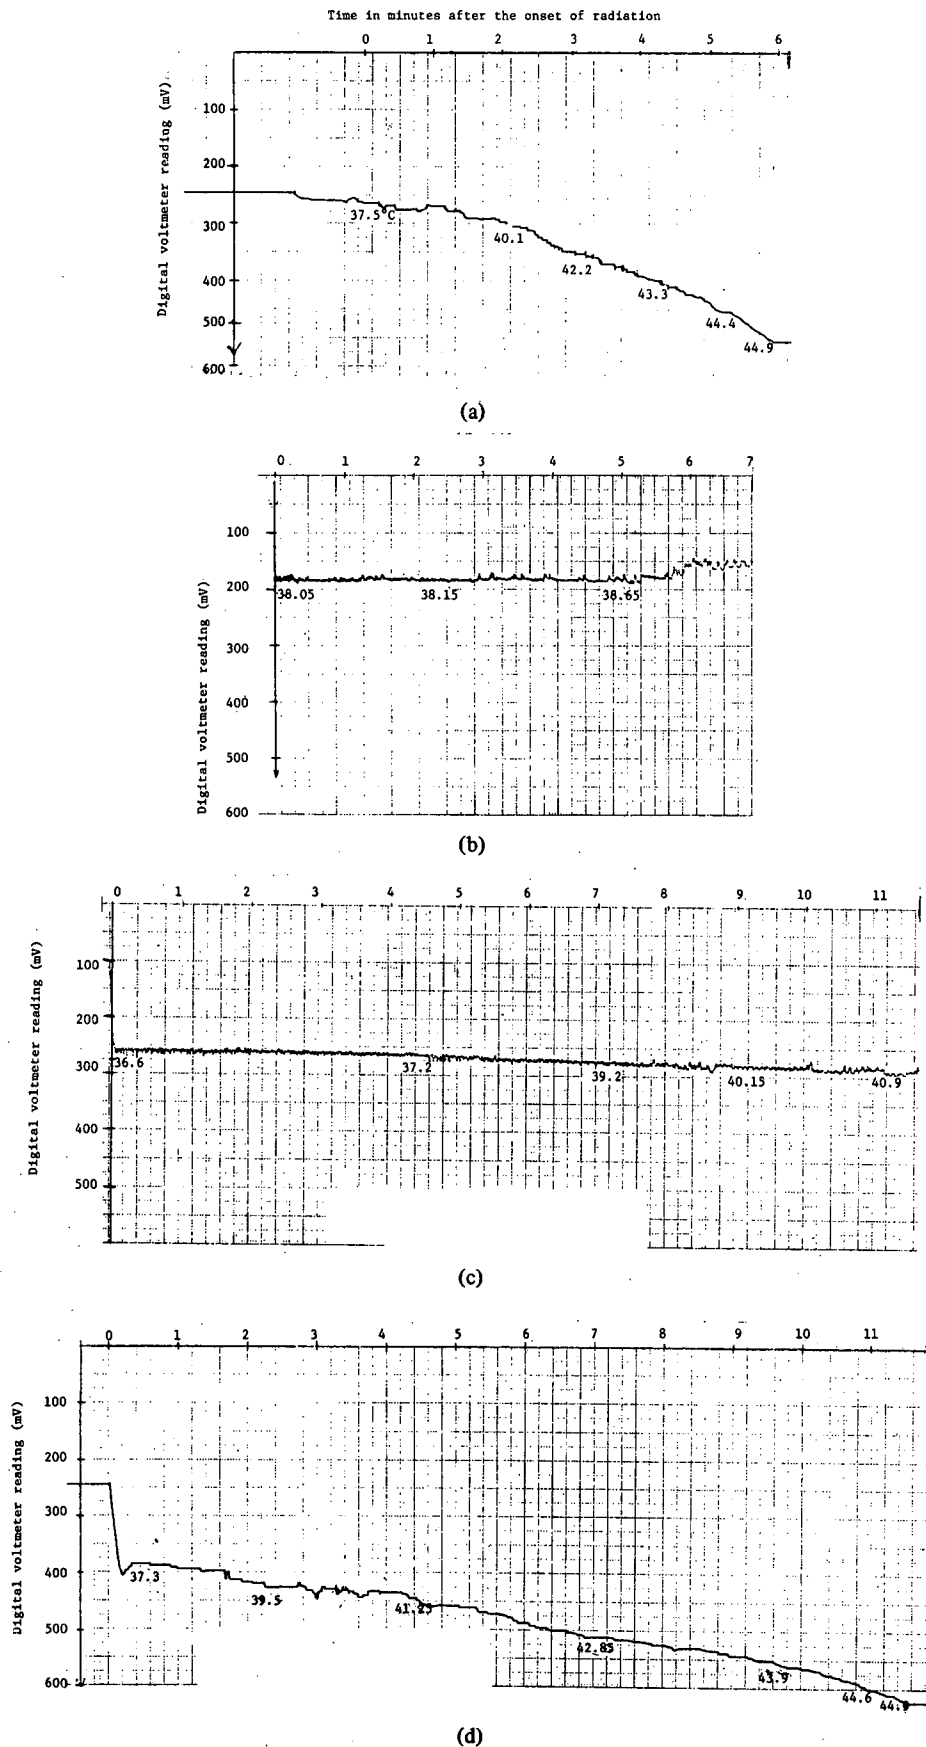 Time in minutes after the onset of radiation
0 1 2 3 4 5 6
Digital voltmeter reading (mV)
100
200
300
400
500
600
37.5°C
40.1
42.2
43.3
44.4
44.9
(a)
0 1 2 3 4 5 6 7
Digital voltmeter reading (mV)
100
200
300
400
500
600
38.05 38.15 38.65
(b)
0 1 2 3 4 5 6 7 8 9 10 11
Digital voltmeter reading (mV)
100
200
300
400
500
36.6 37.2 39.2 40.15 40.9
(c)
0 1 2 3 4 5 6 7 8 9 10 11
Digital voltmeter reading (mV)
100
200
300
400
500
600
37.3
39.5
42.85
43.9
44.6
(d)